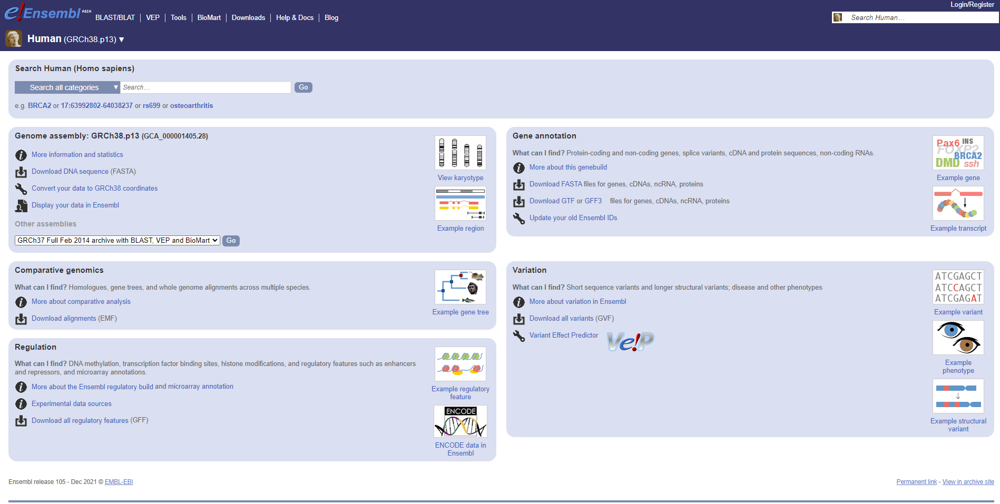 Login/Register
e!Ensembl ASIA
BLAST/BLAT VEP Tools BioMart Downloads Help & Docs Blog
Search Human…
Human (GRCh38.p13) ▼
Search Human (Homo sapiens)
Search all categories ▼ Search… Go
e.g. BRCA2 or 17:63992802-64038237 or rs699 or osteoarthritis
Genome assembly: GRCh38.p13 (GCA_000001405.28)
More information and statistics
Download DNA sequence (FASTA)
Convert your data to GRCh38 coordinates
Display your data in Ensembl
Other assemblies
GRCh37 Full Feb 2014 archive with BLAST, VEP and BioMart Go
View karyotype
Example region
Gene annotation
What can I find? Protein-coding and non-coding genes, splice variants, cDNA and protein sequences, non-coding RNAs.
More about this genebuild
Download FASTA files for genes, cDNAs, ncRNA, proteins
Download GTF or GFF3 files for genes, cDNAs, ncRNA, proteins
Update your old Ensembl IDs
Pax6 INS
FOXP2
BRCA2
DMD ssh
Example gene
Example transcript
Comparative genomics
What can I find? Homologues, gene trees, and whole genome alignments across multiple species.
More about comparative analysis
Download alignments (EMF)
Example gene tree
Variation
What can I find? Short sequence variants and longer structural variants; disease and other phenotypes
More about variation in Ensembl
Download all variants (GVF)
Variant Effect Predictor Ve!P
ATCGAGCT
ATCCAGCT
ATCGAGAT
Example variant
Example
phenotype
Example structural
variant
Regulation
What can I find? DNA methylation, transcription factor binding sites, histone modifications, and regulatory features such as enhancers
and repressors, and microarray annotations.
More about the Ensembl regulatory build and microarray annotation
Experimental data sources
Download all regulatory features (GFF)
Example regulatory
feature
ENCODE
ENCODE data in
Ensembl
Ensembl release 105 - Dec 2021 © EMBL-EBI
Permanent link - View in archive site